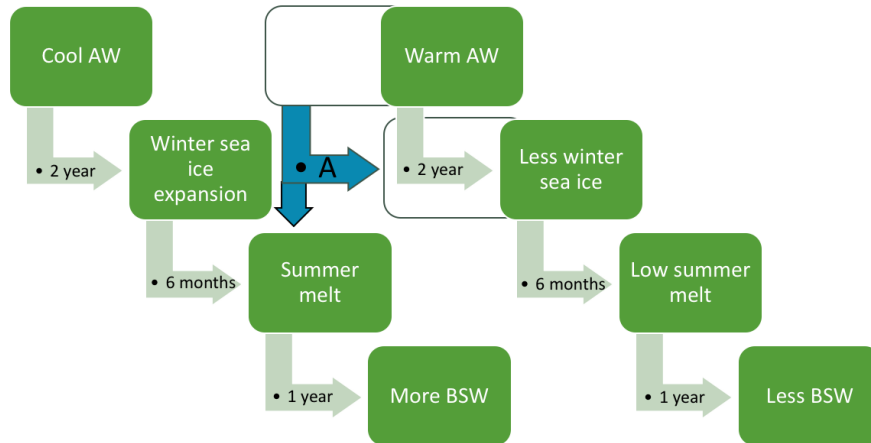 Cool AW
Warm AW
• 2 year
Winter sea
ice
expansion
• A
• 2 year
Less winter
sea ice
• 6 months
Summer
melt
• 6 months
Low summer
melt
• 1 year
More BSW
• 1 year
Less BSW